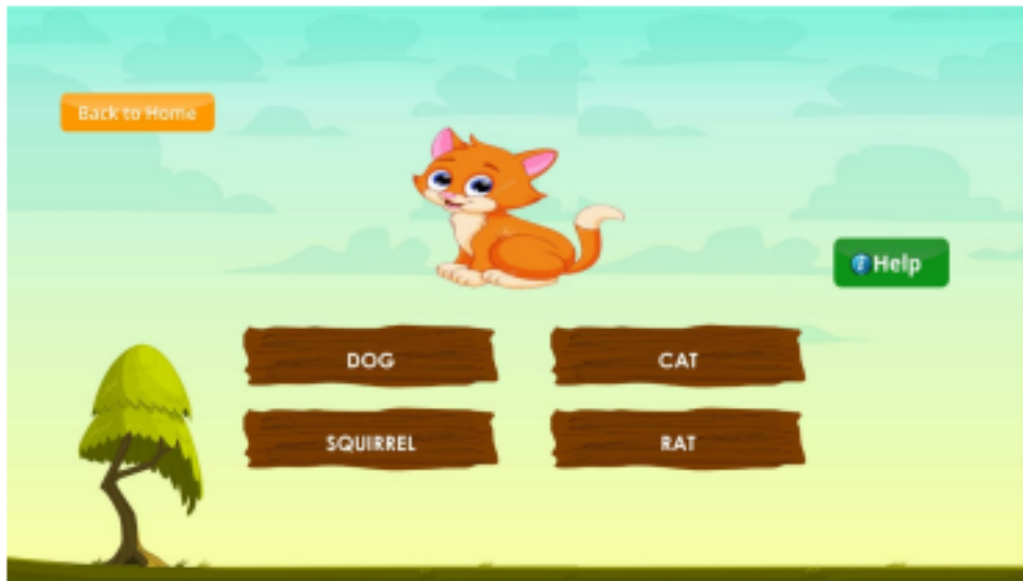 Back to Home
Help
DOG
CAT
SQUIRREL
RAT